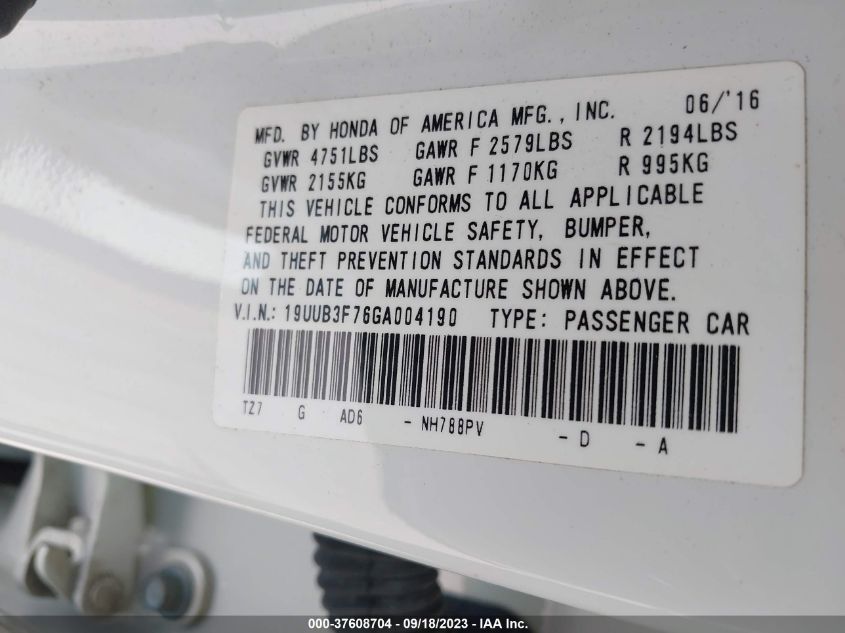 06/'16
MFD. BY HONDA OF AMERICA MFG., INC.
GVWR 4751LBS GAWR F 2579LBS R 2194LBS
GVWR 2155KG GAWR F 1170KG R 995KG
THIS VEHICLE CONFORMS TO ALL APPLICABLE
FEDERAL MOTOR VEHICLE SAFETY, BUMPER,
AND THEFT PREVENTION STANDARDS IN EFFECT
ON THE DATE OF MANUFACTURE SHOWN ABOVE.
V.I.N.: 19UUB3F76GA004190 TYPE: PASSENGER CAR
TZ7 G AD6 - NH788PV - D - A
000-37608704 - 09/18/2023 - IAA Inc.